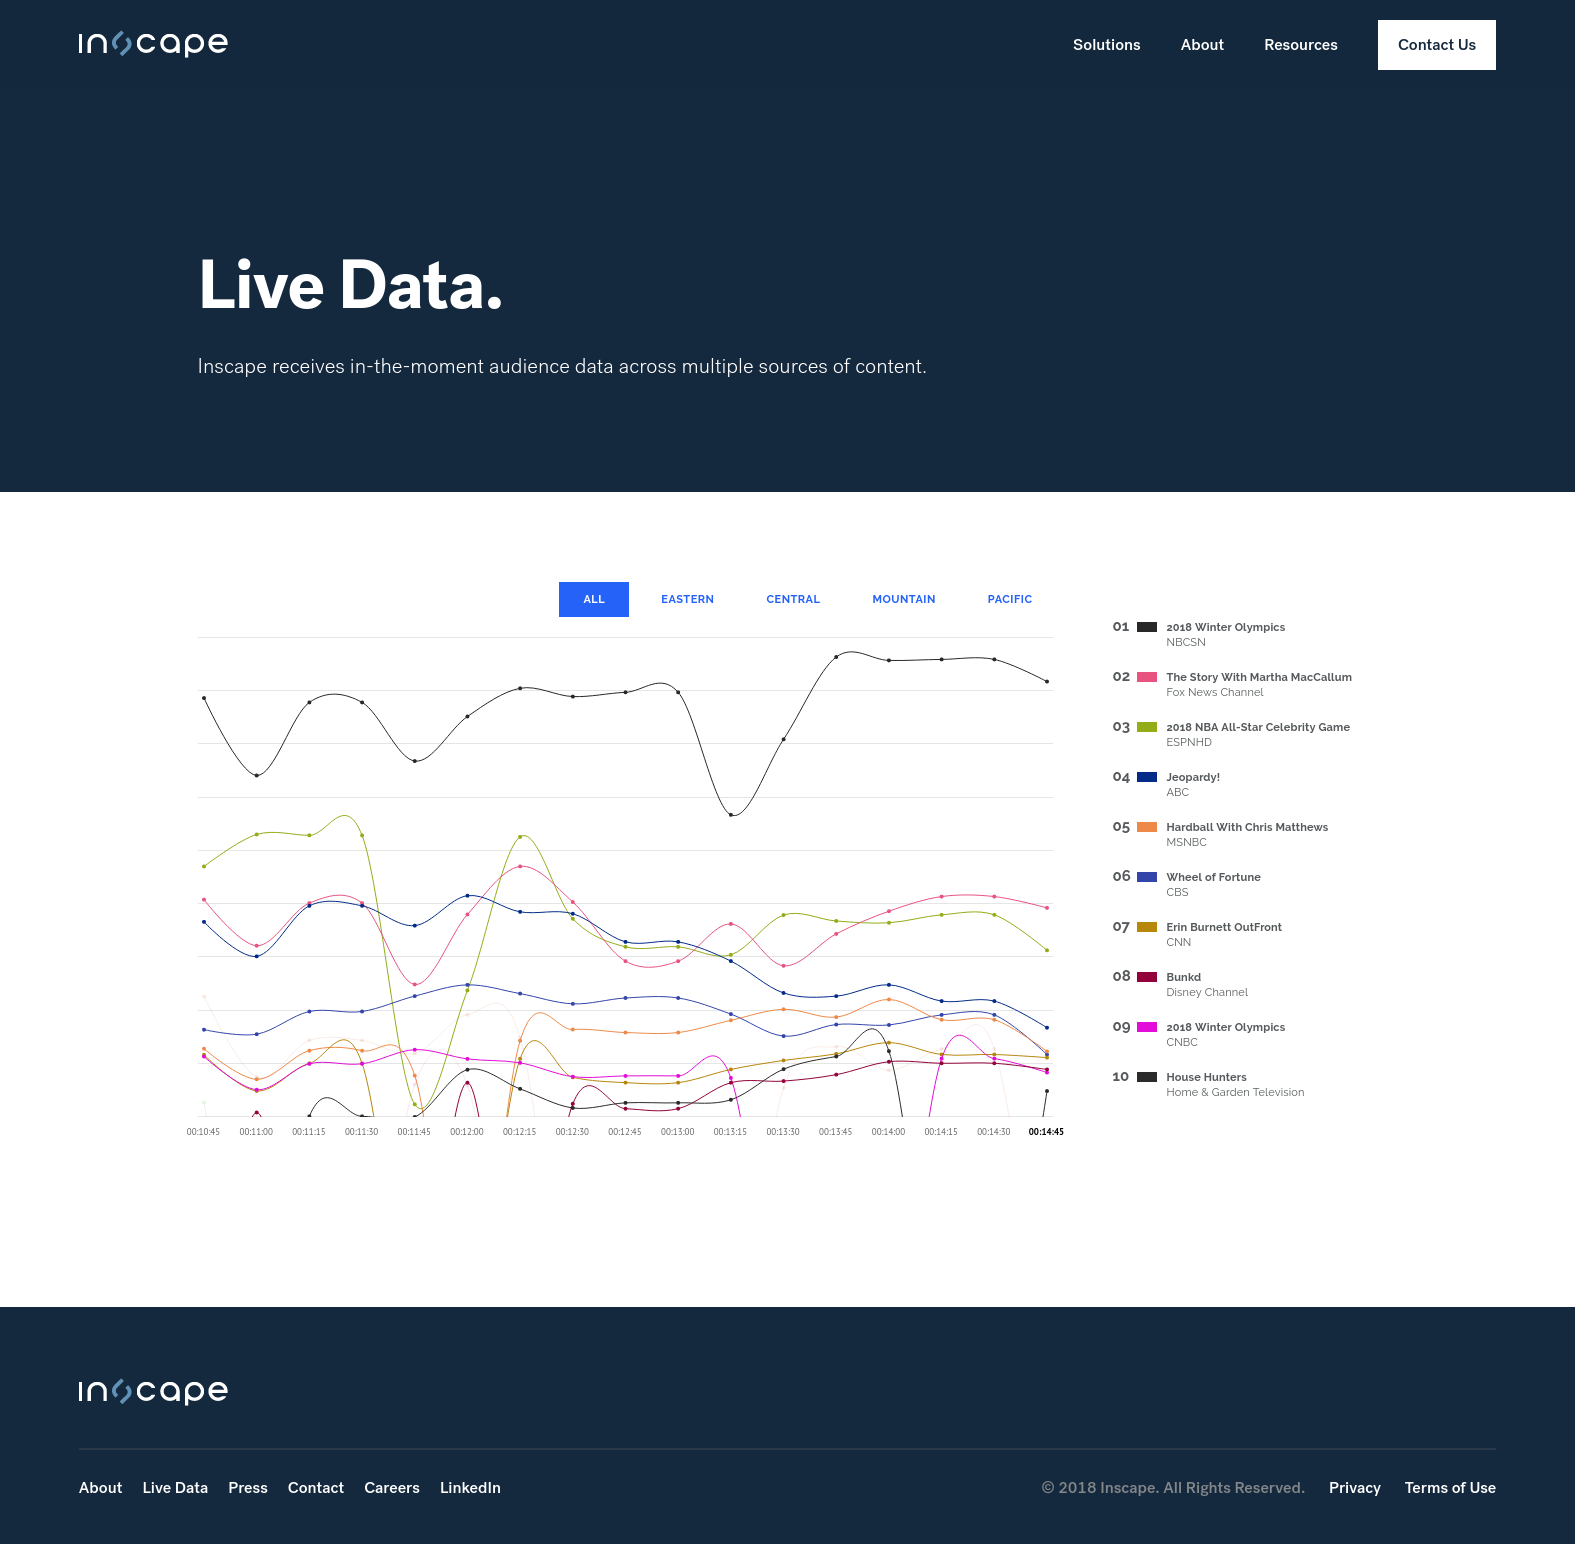 inscape
Solutions About Resources Contact Us
Live Data.
Inscape receives in-the-moment audience data across multiple sources of content.
ALL EASTERN CENTRAL MOUNTAIN PACIFIC
01 2018 Winter Olympics
NBCSN
02 The Story With Martha MacCallum
Fox News Channel
03 2018 NBA All-Star Celebrity Game
ESPNHD
04 Jeopardy!
ABC
05 Hardball With Chris Matthews
MSNBC
06 Wheel of Fortune
CBS
07 Erin Burnett OutFront
CNN
08 Bunkd
Disney Channel
09 2018 Winter Olympics
CNBC
10 House Hunters
Home & Garden Television
00:10:45 00:11:00 00:11:15 00:11:30 00:11:45 00:12:00 00:12:15 00:12:30 00:12:45 00:13:00 00:13:15 00:13:30 00:13:45 00:14:00 00:14:15 00:14:30 00:14:45
inscape
About Live Data Press Contact Careers LinkedIn
© 2018 Inscape. All Rights Reserved. Privacy Terms of Use